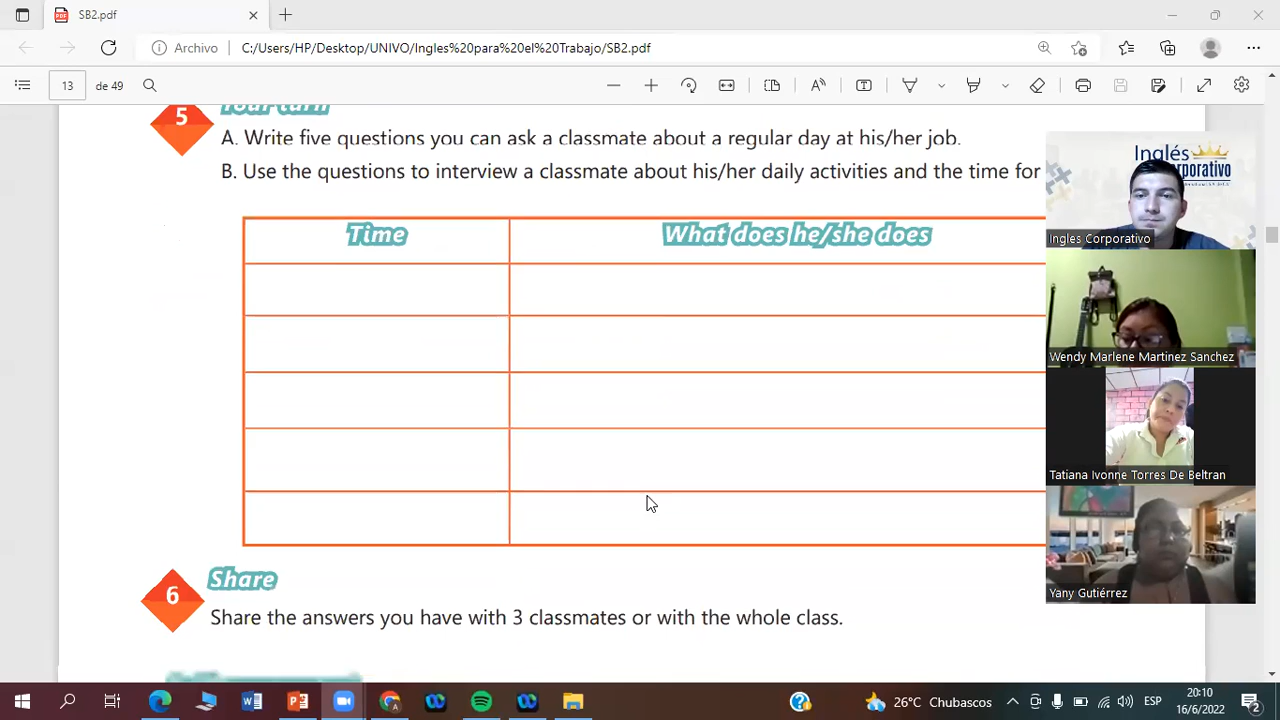 SB2.pdf
Archivo C:/Users/HP/Desktop/UNIVO/Ingles%20para%20el%20Trabajo/SB2.pdf
13 de 49
5 Your turn
A. Write five questions you can ask a classmate about a regular day at his/her job.
B. Use the questions to interview a classmate about his/her daily activities and the time for
Time What does he/she does
6 Share
Share the answers you have with 3 classmates or with the whole class.
Inglés
Ingles Corporativo
Wendy Marlene Martinez Sanchez
Tatiana Ivonne Torres De Beltran
Yany Gutiérrez
26°C Chubascos
ESP
20:10
16/6/2022
2